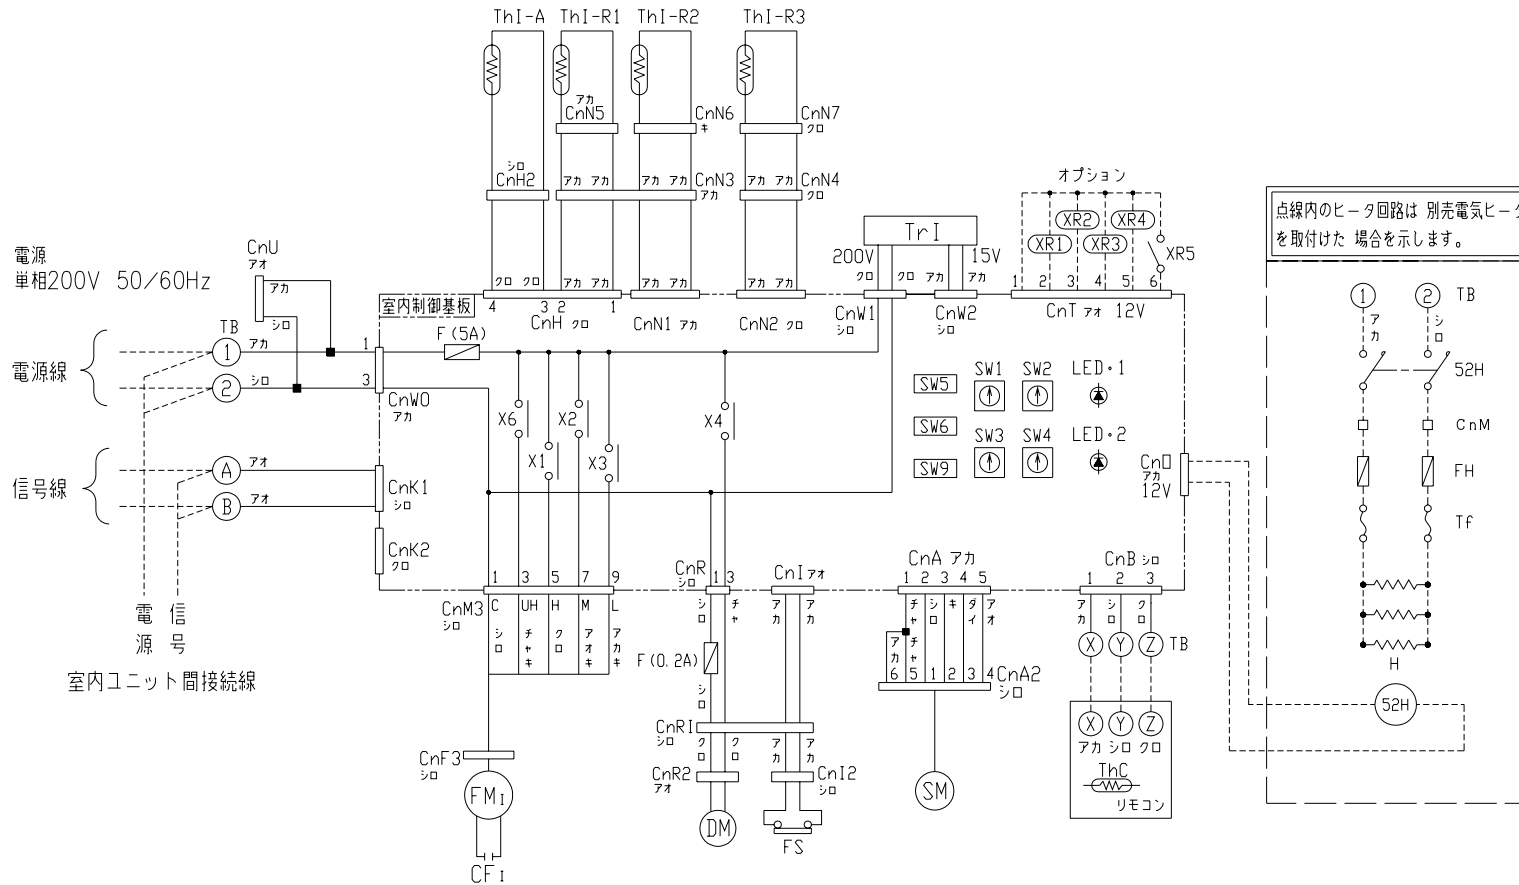 ThI-A ThI-R1 ThI-R2 ThI-R3
アカ
CnN5
CnN6
キ
CnN7
クロ
シロ
CnH2
アカ アカ
アカ アカ
CnN3
アカ
アカ アカ
CnN4
クロ
オプション
XR1
XR2
XR3
XR4
XR5
TrI
200V
15V
クロ クロ アカ アカ
点線内のヒータ回路は 別売電気ヒータ
を取付けた 場合を示します。
電源
単相200V 50/60Hz
CnU
アオ
アカ
シロ
クロ クロ アカ アカ
アカ アカ
アカ アカ
1 2 3 4 5 6
室内制御基板
4 3 2 1
CnH クロ
CnN1 アカ
CnN2 クロ
CnW1
シロ
CnW2
シロ
CnT アオ 12V
F(5A)
電源線
TB
1 アカ 1
2 シロ 3
CnW0
アカ
X6
X1
X2
X3
X4
SW5
SW6
SW9
SW1 SW2
SW3 SW4
LED・1
LED・2
CnO
アカ
12V
1 2 TB
アカ
シロ
52H
CnM
FH
Tf
H
52H
信号線
A アオ
B アオ
CnK1
シロ
CnK2
クロ
電源
信号
室内ユニット間接続線
1 3 5 7 9
CnM3
シロ
C UH H M L
シロ
チャキ
クロ
アオキ
アカキ
CnR
シロ
1 3
シロ
チャ
F(0.2A)
シロ
CnI アオ
アカ
アカ
CnRI
シロ
クロ
クロ
アカ
アカ
CnR2
アオ
CnI2
シロ
DM
FS
CnF3
シロ
FMI
CFI
CnA アカ
1 2 3 4 5
チャ
シロ
キ
ダイ
アオ
アカ
チャ
6 5 1 2 3 4
CnA2
シロ
SM
CnB シロ
1 2 3
アカ
シロ
クロ
X Y Z TB
X Y Z
アカ シロ クロ
ThC
リモコン